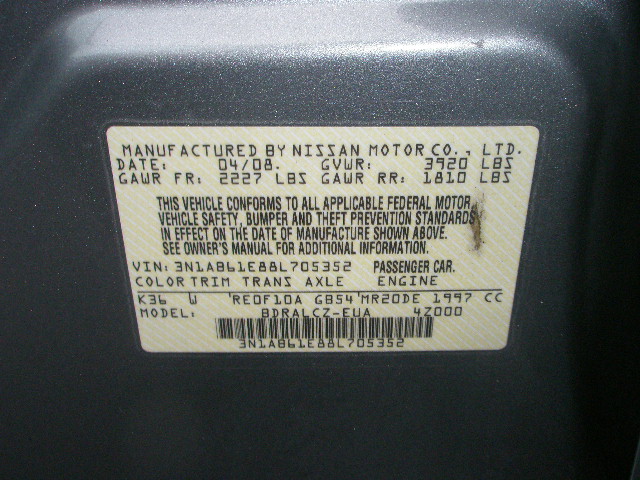 MANUFACTURED BY NISSAN MOTOR CO., LTD.
DATE: 04/08. GVWR: 3920 LBS
GAWR FR: 2227 LBS GAWR RR: 1810 LBS
THIS VEHICLE CONFORMS TO ALL APPLICABLE FEDERAL MOTOR
VEHICLE SAFETY, BUMPER AND THEFT PREVENTION STANDARDS
IN EFFECT ON THE DATE OF MANUFACTURE SHOWN ABOVE.
SEE OWNER'S MANUAL FOR ADDITIONAL INFORMATION.
VIN: 3N1AB61E88L705352 PASSENGER CAR.
COLOR TRIM TRANS AXLE ENGINE
K36 W 'RE0F10A GB54'MR20DE 1997 CC
MODEL: BDRALCZ-EUA 4Z000
3N1AB61E88L705352